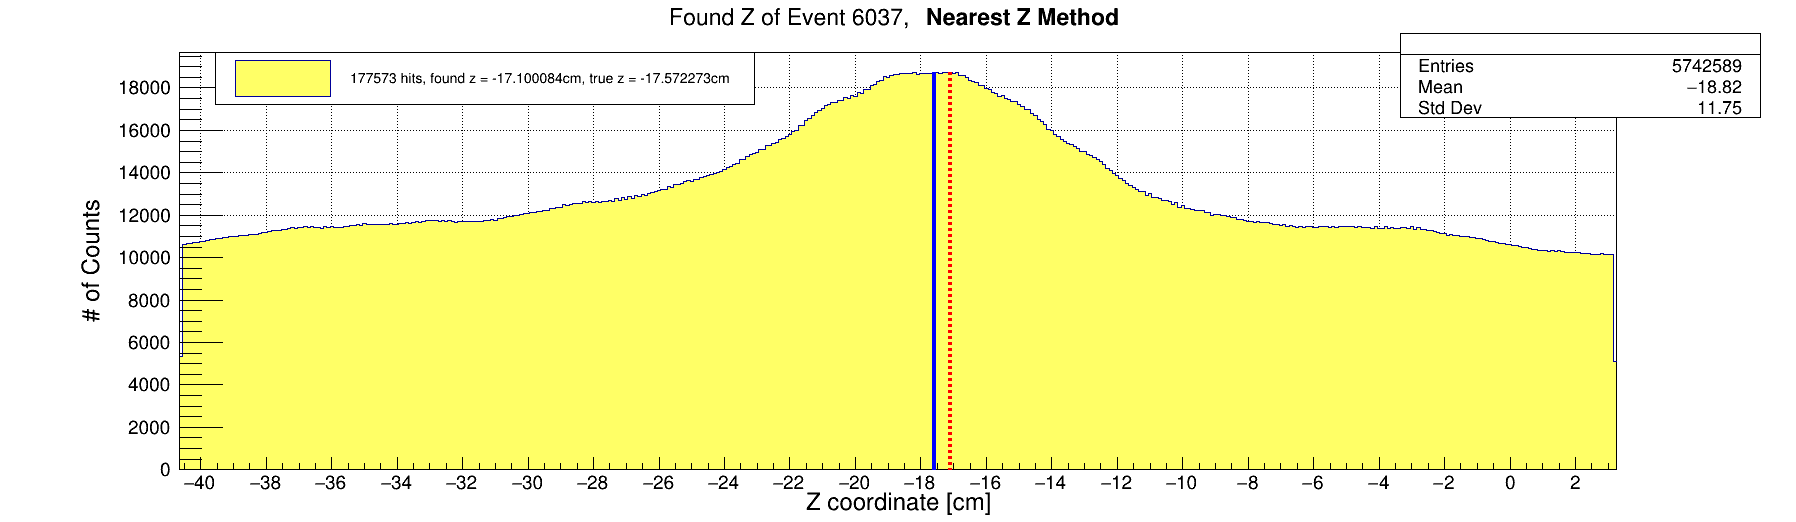 Found Z of Event 6037, Nearest Z Method
177573 hits, found z = -17.100084cm, true z = -17.572273cm
Entries 5742589
Mean −18.82
Std Dev 11.75
# of Counts
18000
16000
14000
12000
10000
8000
6000
4000
2000
0
−40 −38 −36 −34 −32 −30 −28 −26 −24 −22 −20 −18 −16 −14 −12 −10 −8 −6 −4 −2 0 2
Z coordinate [cm]